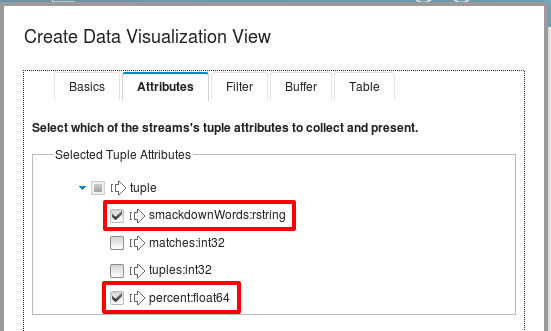 Create Data Visualization View
Basics Attributes Filter Buffer Table
Select which of the streams's tuple attributes to collect and present.
Selected Tuple Attributes
tuple
smackdownWords:rstring
matches:int32
tuples:int32
percent:float64